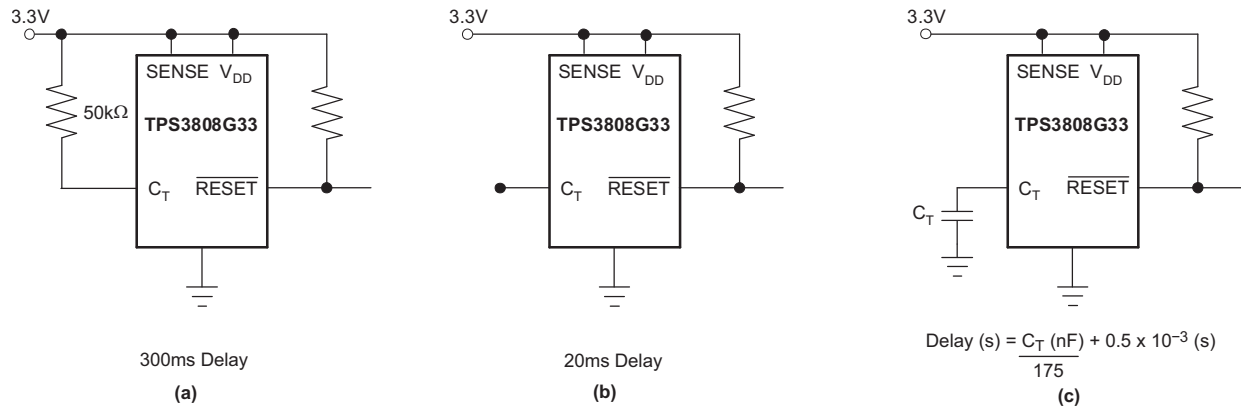 3.3V
SENSE V_DD
50kΩ
TPS3808G33
C_T RESET
300ms Delay
(a)
3.3V
SENSE V_DD
TPS3808G33
C_T RESET
20ms Delay
(b)
3.3V
SENSE V_DD
TPS3808G33
C_T RESET
C_T
Delay (s) = C_T (nF) + 0.5 x 10⁻³ (s)
175
(c)